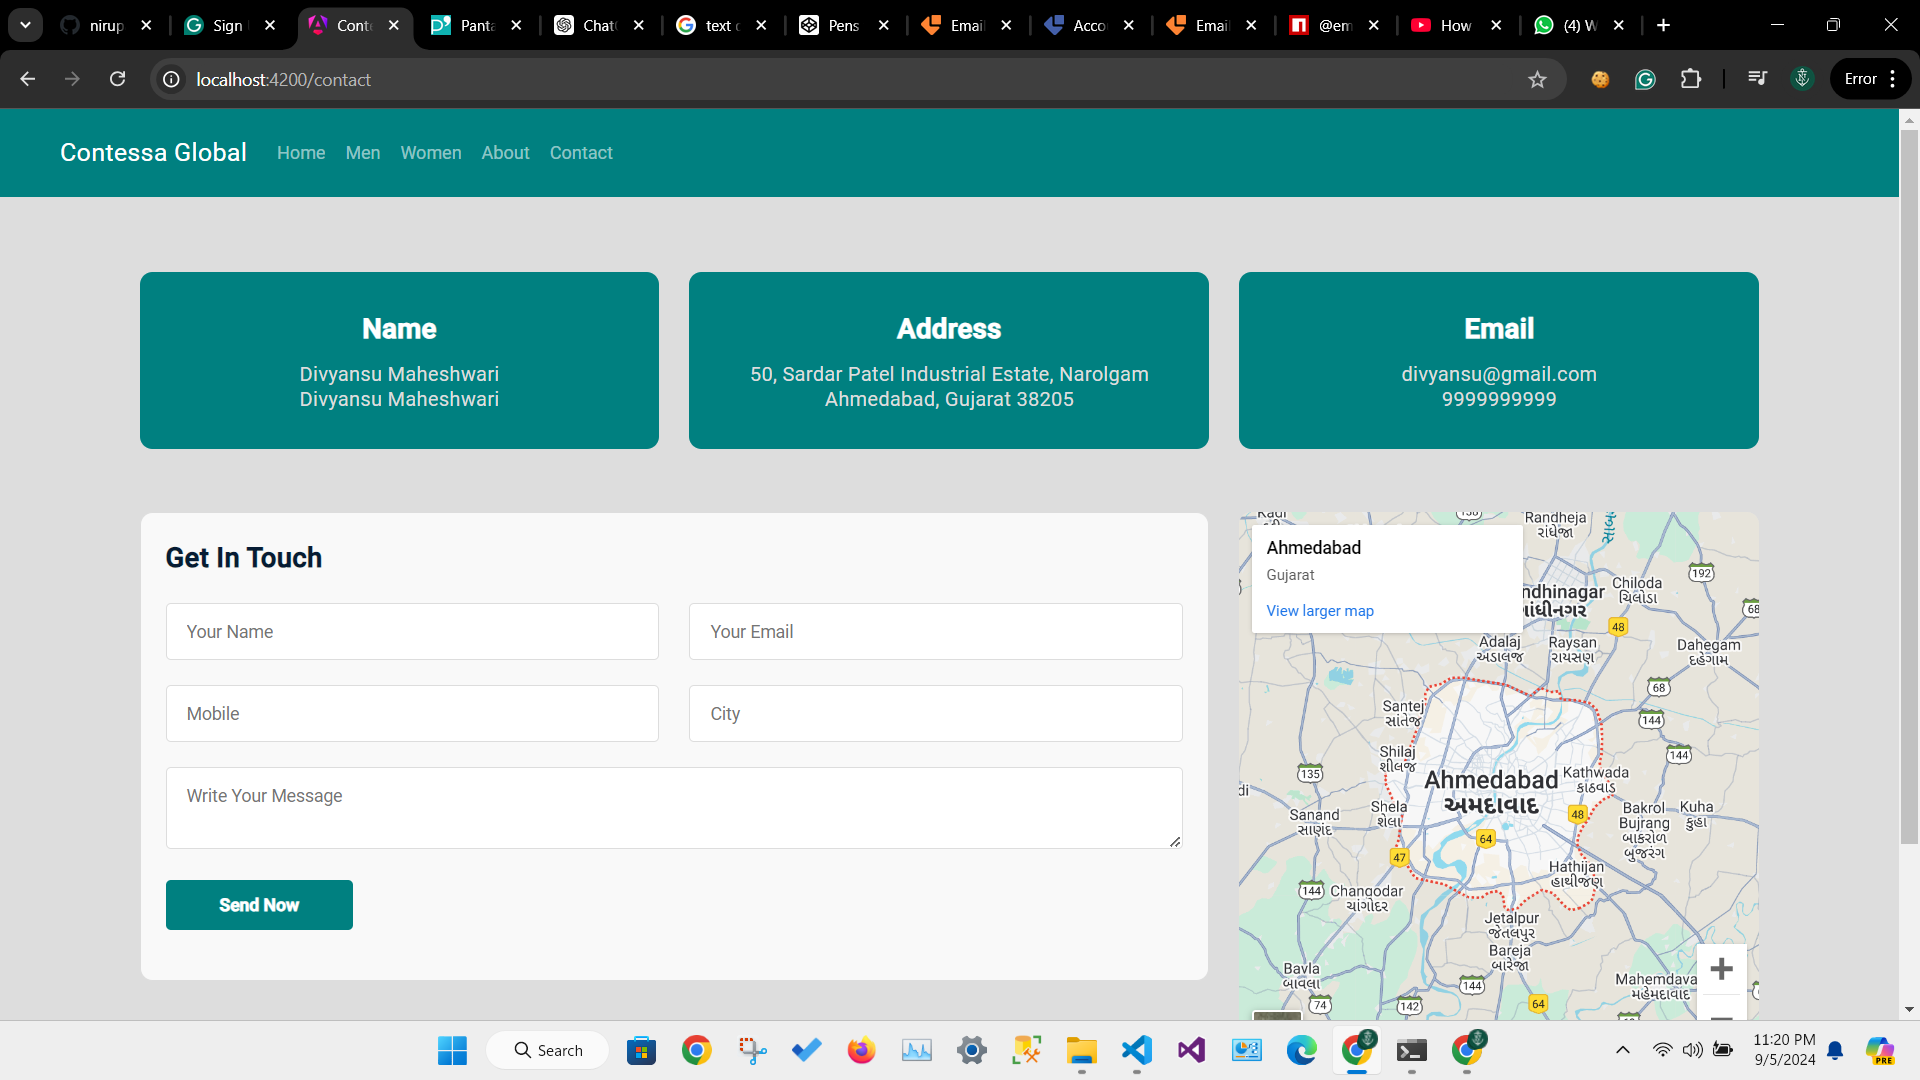 nirup
Sign
Conte
Panta
Chat
text
Pens
Email
Acco
Email
@em
How
(4) W
localhost:4200/contact
Error
Contessa Global
Home Men Women About Contact
Name
Divyansu Maheshwari
Divyansu Maheshwari
Address
50, Sardar Patel Industrial Estate, Narolgam
Ahmedabad, Gujarat 38205
Email
divyansu@gmail.com
9999999999
Get In Touch
Your Name
Your Email
Mobile
City
Write Your Message
Send Now
Ahmedabad
Gujarat
View larger map
Randheja
રાંધેજા
192
Chiloda
ચિલોડા
ndhinagar
ગાંધીનગર
68
48
Adalaj
અડાલજ
Raysan
રાયસણ
Dahegam
દહેગામ
68
Santej
સાંતેજ
144
Shilaj
શીલજ
144
135
Ahmedabad
અમદાવાદ
Kathwada
કાઠવાડ
di
Sanand
સાણંદ
Shela
શેલા
48
Bakrol
Bujrang
બાકરોળ
બુજરંગ
Kuha
કુહા
64
47
Hathijan
હાથીજણ
144
Changodar
ચાંગોદર
Jetalpur
જેતલપુર
Bareja
બારેજા
Bavla
બાવલા
144
Mahemdava
મહેમદાવાદ
74
142
64
Search
PRE
11:20 PM
9/5/2024